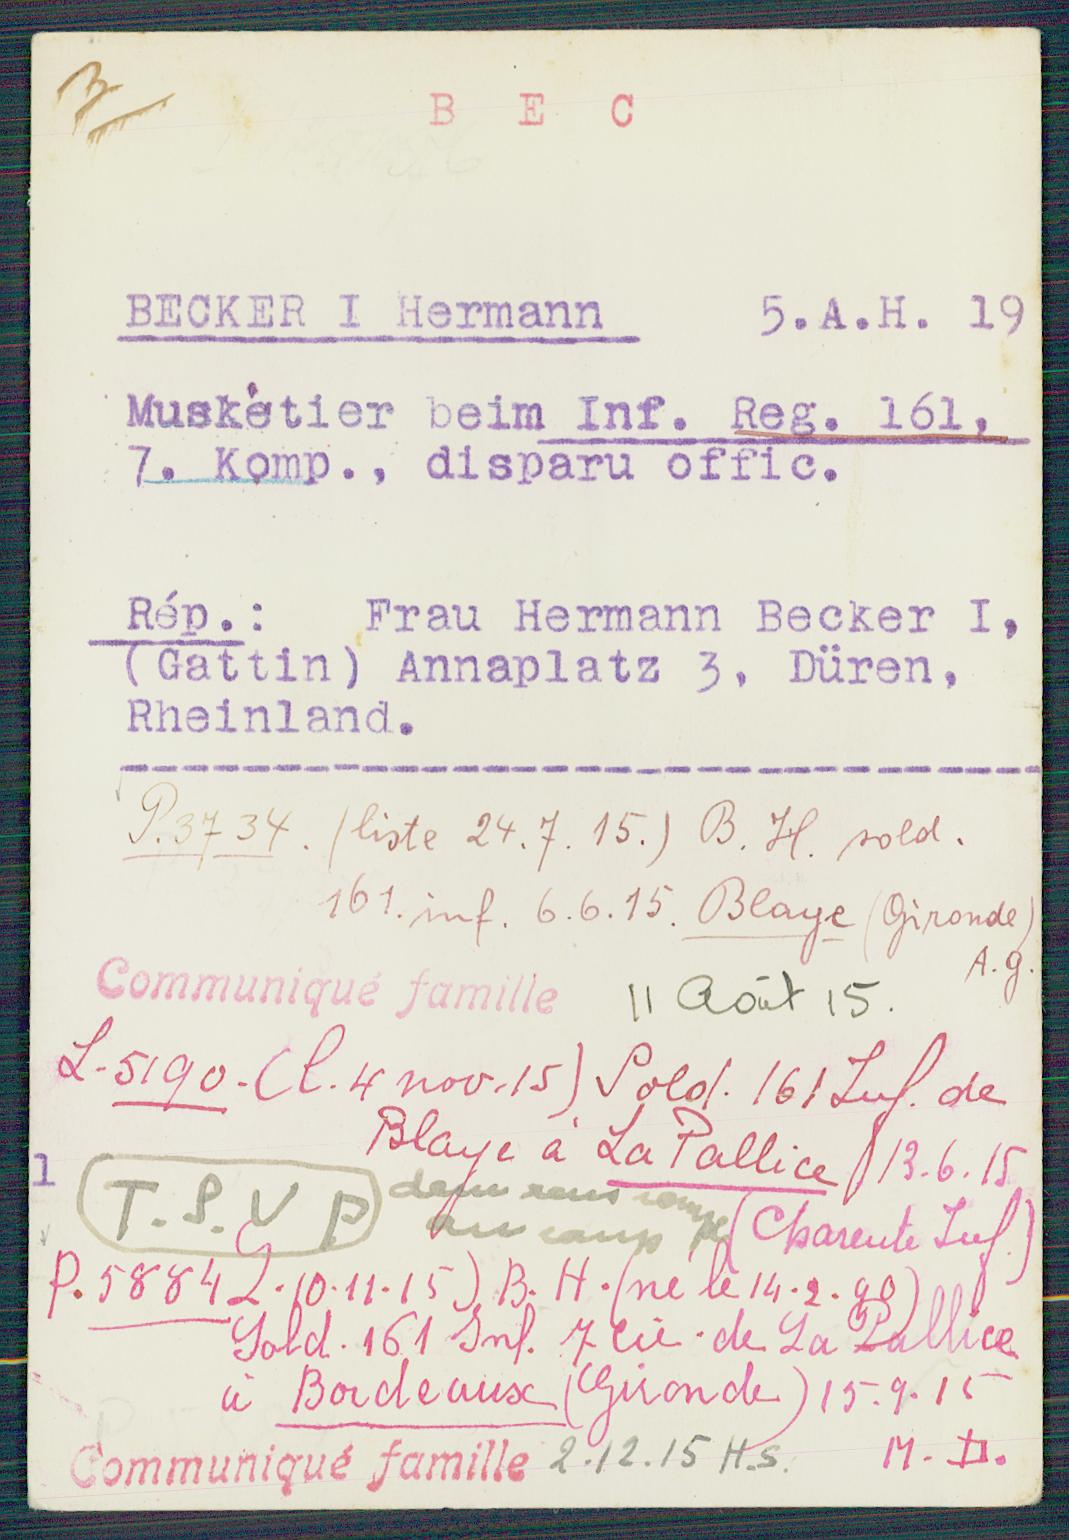 B E C
BECKER I Hermann 5.A.H. 19
Muskétier beim Inf. Reg. 161,
7. Komp., disparu offic.
Rép.: Frau Hermann Becker I,
(Gattin) Annaplatz 3, Düren,
Rheinland.
P.3734. (liste 24.7.15.) B. H. sold.
161. inf. 6.6.15. Blaye (Gironde)
A.g.
Communiqué famille 11 Août 15.
L-5190-(l. 4 nov.15) Sold. 161 Inf. de
Blaye à La Pallice 13.6.15
1
T.S.V P
(Charente Inf.)
P.5884 L.10.11.15) B. H. (né le 14.2.90)
Sold. 161 Inf. 7 cie. de La Pallice
à Bordeaux (Gironde) 15.9.15
Communiqué famille 2.12.15 H.S. M. D.